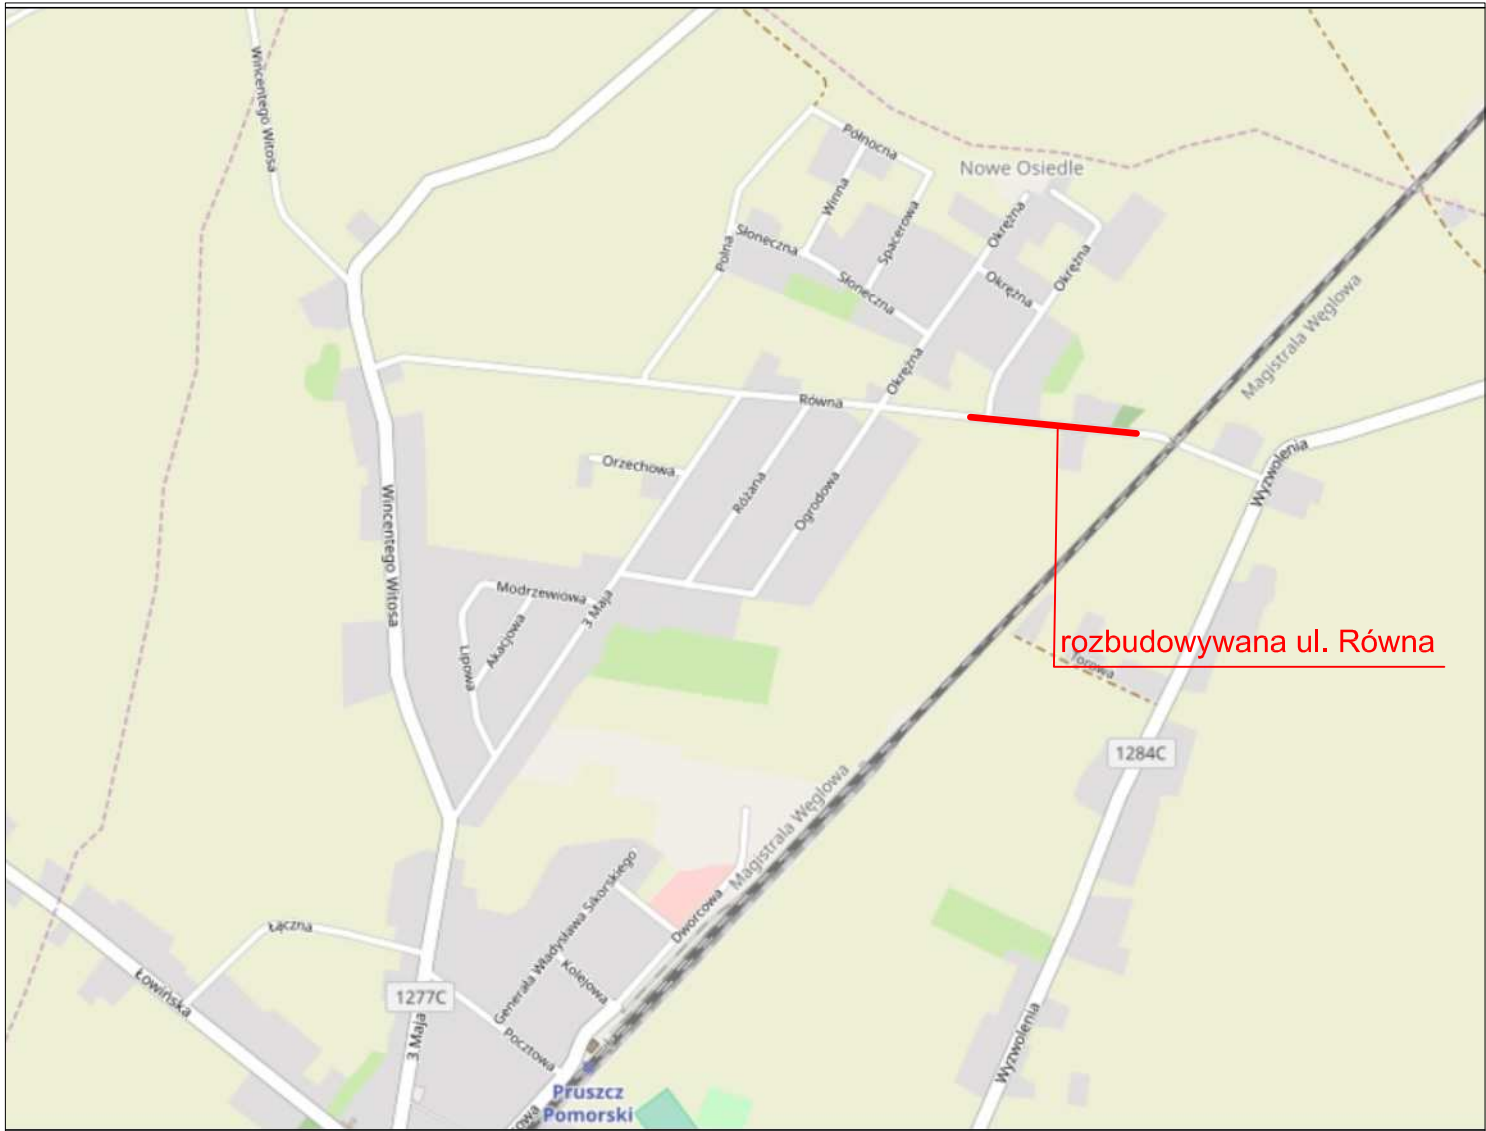 Wincentego Witosa
Północna
Nowe Osiedle
Winna
Spacerowa
Okrężna
Polna
Słoneczna
Słoneczna
Okrężna
Okrężna
Magistrala Węglowa
Okrężna
Równa
Wyzwolenia
Orzechowa
Różana
Ogrodowa
Wincentego Witosa
Modrzewiowa
3 Maja
Akacjowa
Lipowa
rozbudowywana ul. Równa
Torowa
1284C
Magistrala Węglowa
Generała Władysława Sikorskiego
Dworcowa
Łączna
Łowińska
Kolejowa
1277C
3 Maja
Pocztowa
Wyzwolenia
Pruszcz
Pomorski
owa